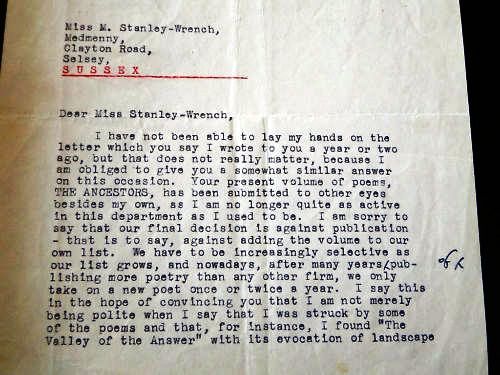 Miss M. Stanley-Wrench,
Medmenny,
Clayton Road,
Selsey,
SUSSEX
Dear Miss Stanley-Wrench,
I have not been able to lay my hands on the
letter which you say I wrote to you a year or two
ago, but that does not really matter, because I
am obliged to give you a somewhat similar answer
on this occasion. Your present volume of poems,
THE ANCESTORS, has been submitted to other eyes
besides my own, as I am no longer quite as active
in this department as I used to be. I am sorry to
say that our final decision is against publication
- that is to say, against adding the volume to our
own list. We have to be increasingly selective as
our list grows, and nowadays, after many years/pub- of /
lishing more poetry than any other firm, we only
take on a new poet once or twice a year. I say this
in the hope of convincing you that I am not merely
being polite when I say that I was struck by some
of the poems and that, for instance, I found "The
Valley of the Answer" with its evocation of landscape